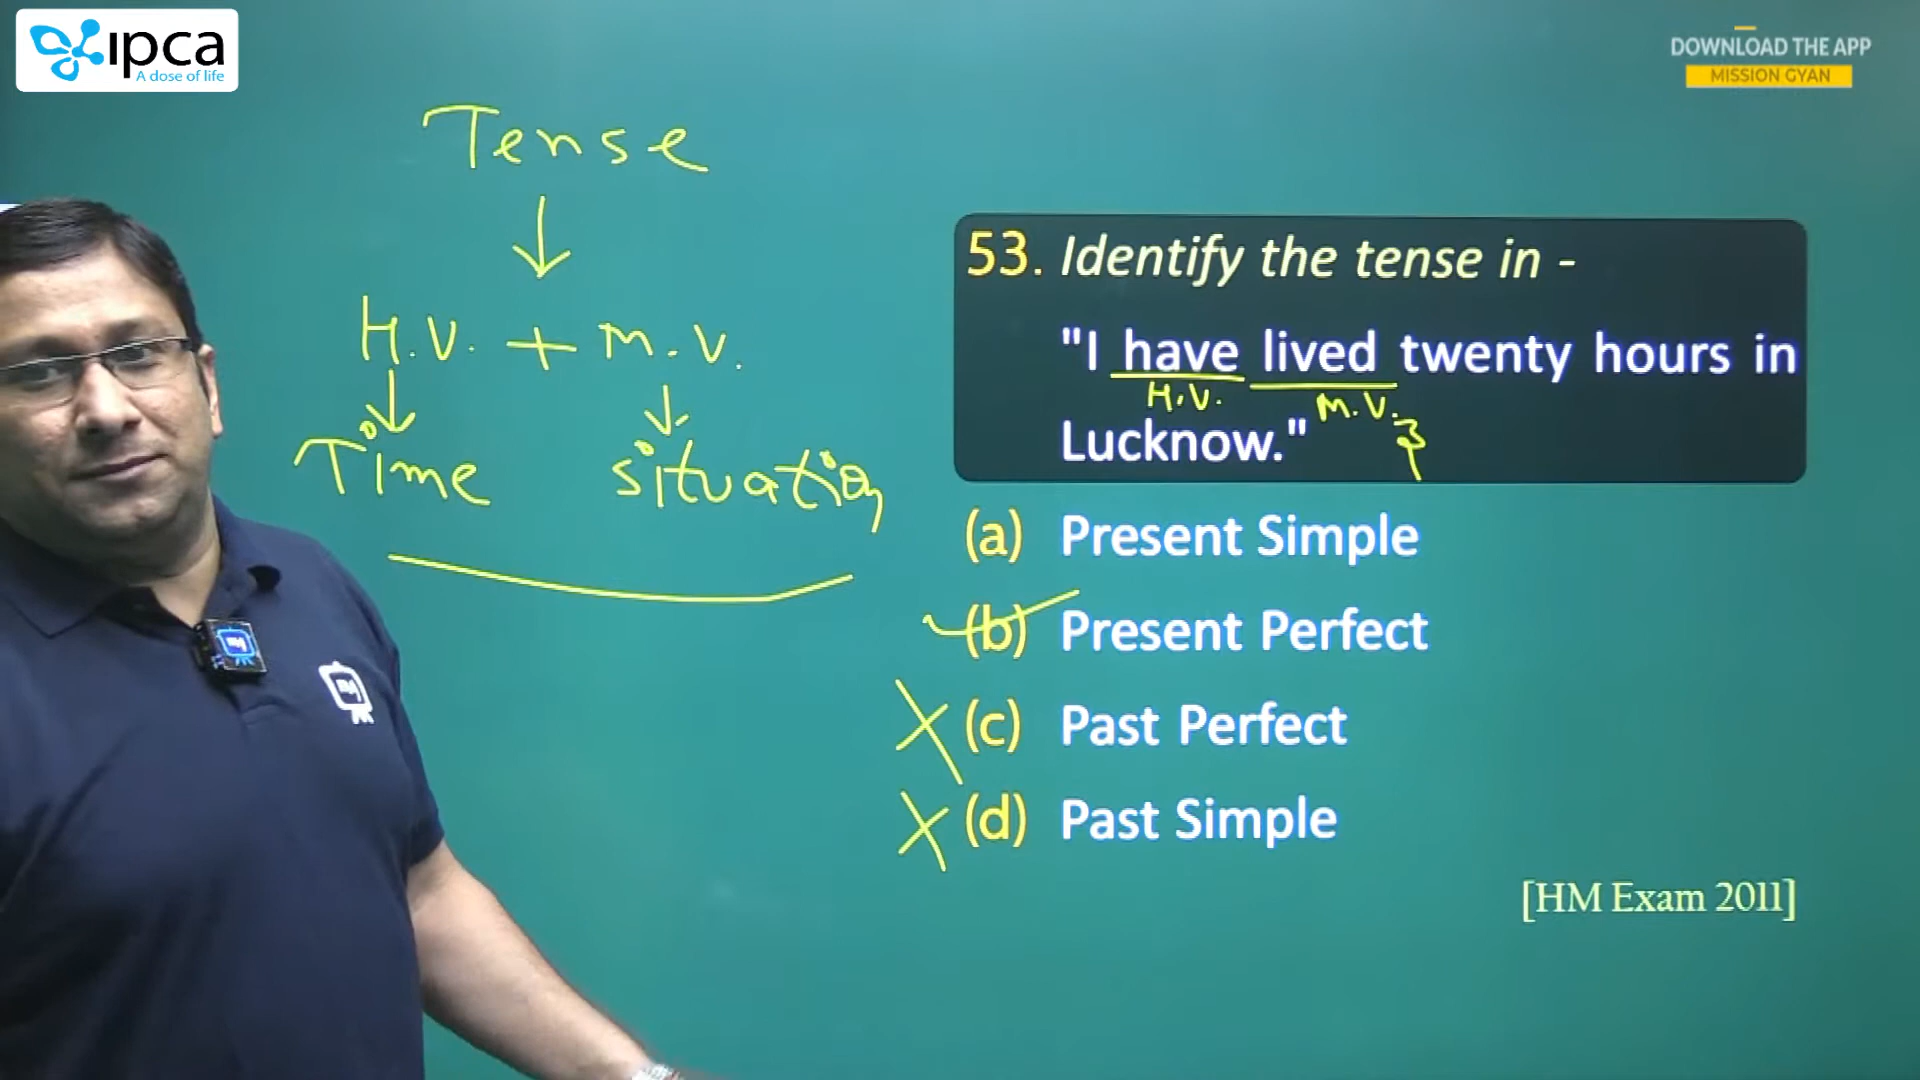 ipca
A dose of life
DOWNLOAD THE APP
MISSION GYAN
Tense
H.V. + M.V.
Time situation
53. Identify the tense in -
"I have lived twenty hours in
H.V. M.V.3
Lucknow."
(a) Present Simple
(b) Present Perfect
(c) Past Perfect
(d) Past Simple
[HM Exam 2011]